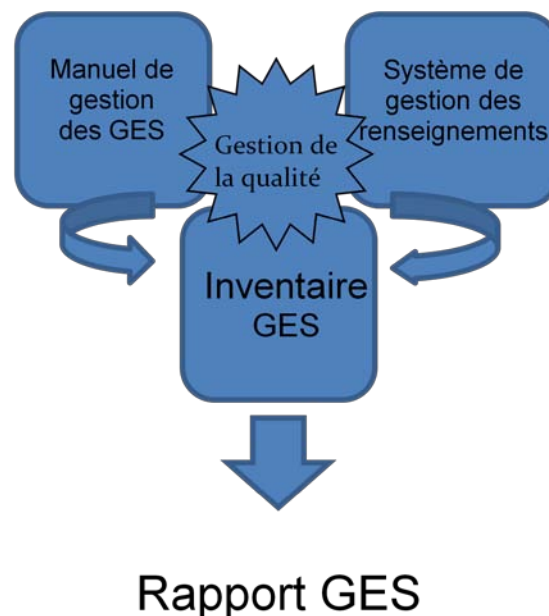 Manuel de
gestion
des GES
Système de
gestion des
renseignements
Gestion de
la qualité
Inventaire
GES
Rapport GES